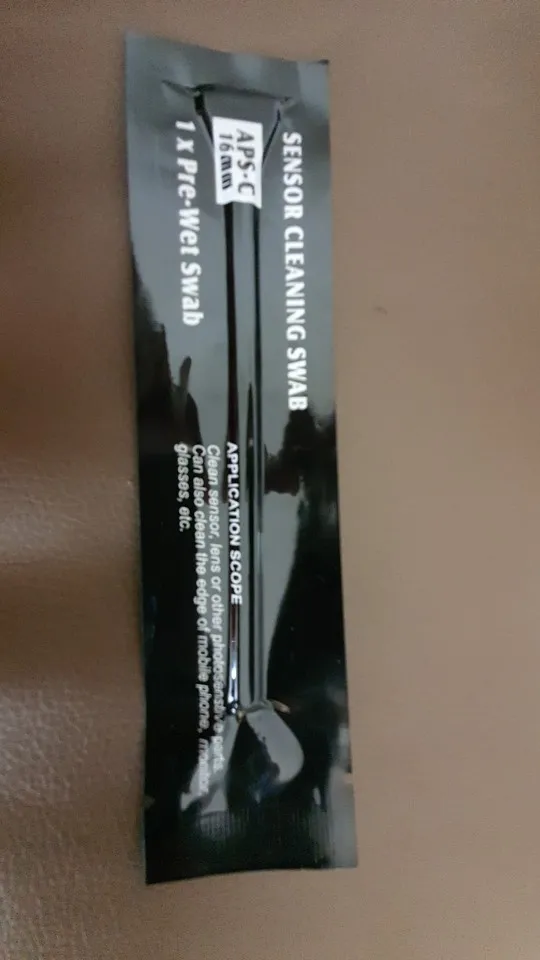 SENSOR CLEANING SWAB
APS-C
16mm
1 x Pre-Wet Swab
APPLICATION SCOPE
Clean sensor, lens or other photosensitive parts.
Can also clean the edge of mobile phone, monitor,
glasses, etc.